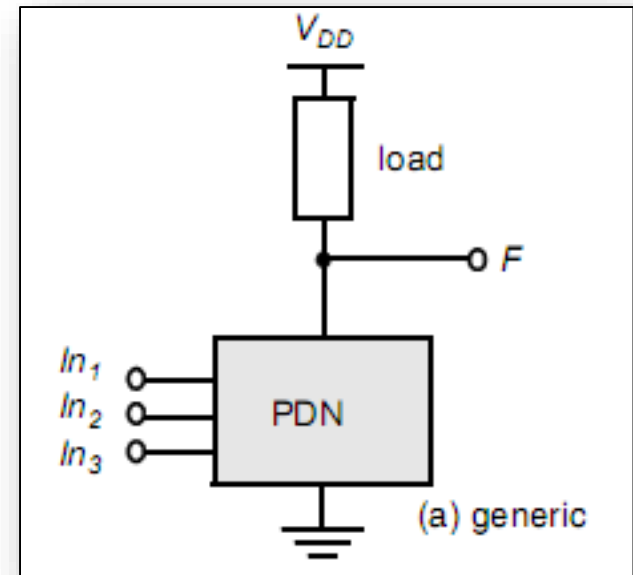 V_DD
load
F
In_1
In_2
PDN
In_3
(a) generic